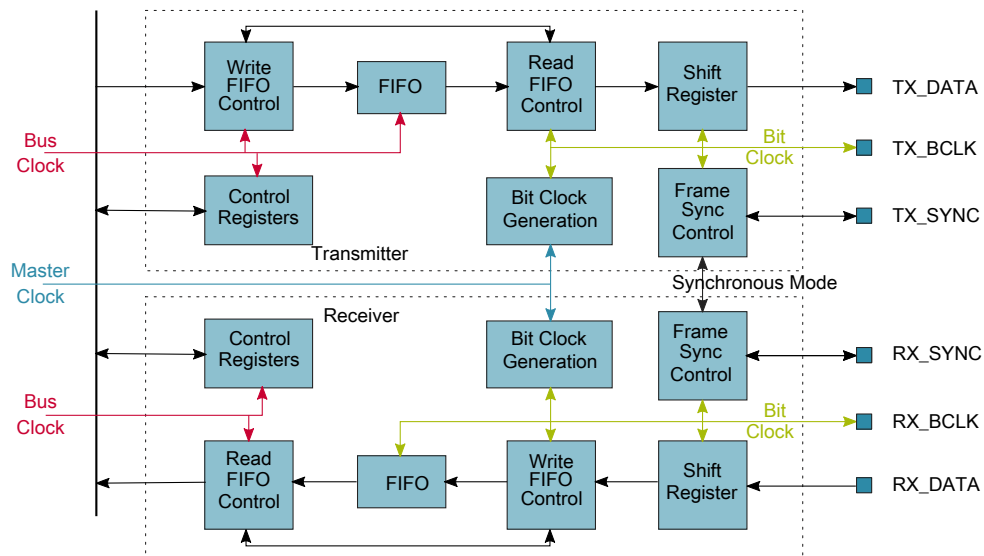 Write
FIFO
Control
FIFO
Read
FIFO
Control
Shift
Register
TX_DATA
Bus
Clock
Bit
Clock
TX_BCLK
Control
Registers
Bit Clock
Generation
Frame
Sync
Control
TX_SYNC
Transmitter
Master
Clock
Synchronous Mode
Receiver
Control
Registers
Bit Clock
Generation
Frame
Sync
Control
RX_SYNC
Bus
Clock
Bit
Clock
RX_BCLK
Read
FIFO
Control
FIFO
Write
FIFO
Control
Shift
Register
RX_DATA